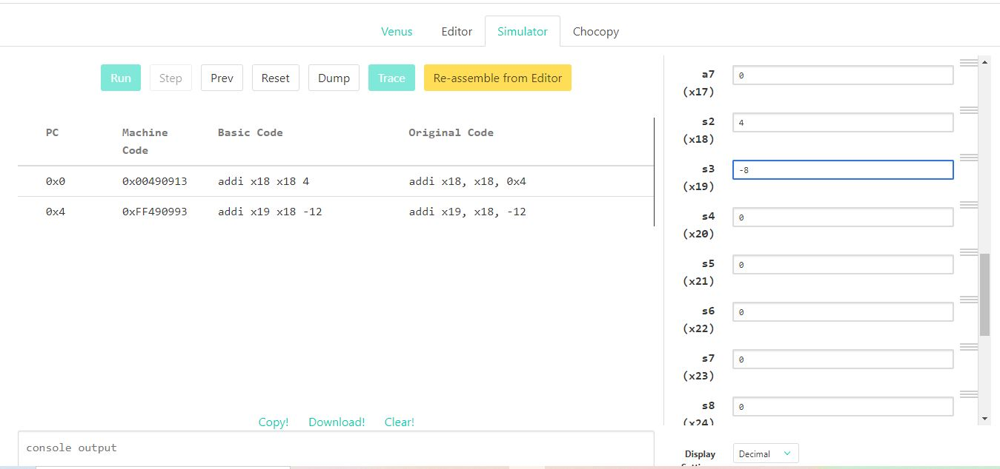 Venus Editor Simulator Chocopy
Run Step Prev Reset Dump Trace Re-assemble from Editor
PC Machine Code Basic Code Original Code
0x0 0x00490913 addi x18 x18 4 addi x18, x18, 0x4
0x4 0xFF490993 addi x19 x18 -12 addi x19, x18, -12
Copy! Download! Clear!
console output
a7 0
(x17)
s2 4
(x18)
s3 -8
(x19)
s4 0
(x20)
s5 0
(x21)
s6 0
(x22)
s7 0
(x23)
s8 0
(x24)
Display Decimal